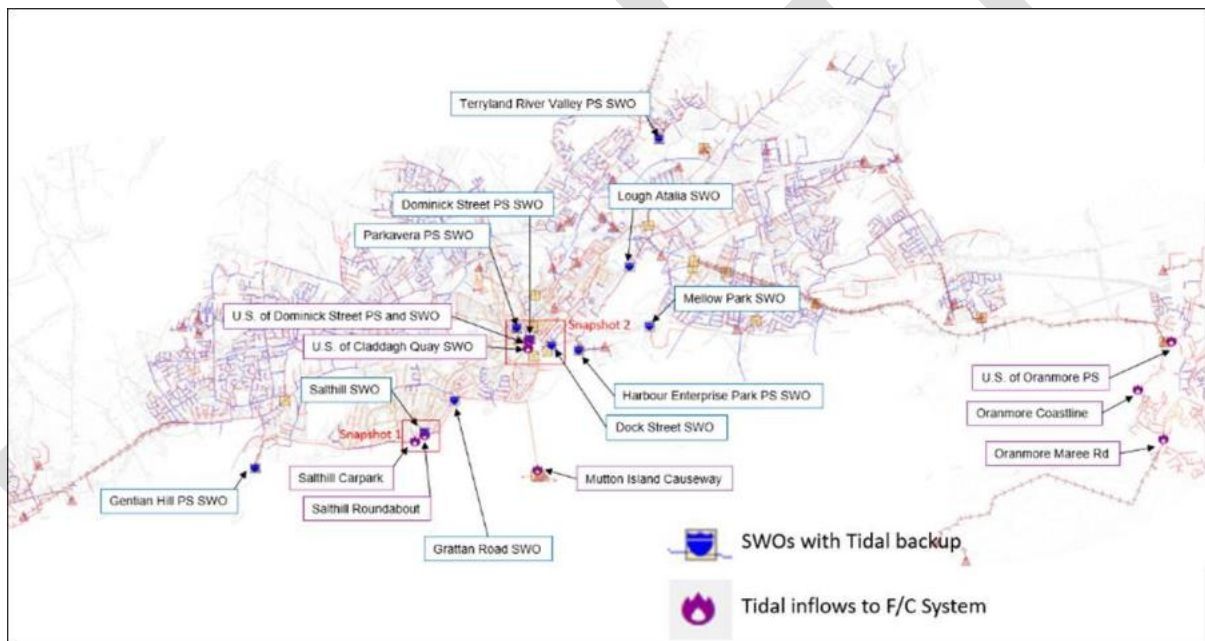 Terryland River Valley PS SWO
Dominick Street PS SWO
Lough Atalia SWO
Parkavera PS SWO
Mellow Park SWO
U.S. of Dominick Street PS and SWO
Snapshot 2
U.S. of Claddagh Quay SWO
Salthill SWO
U.S. of Oranmore PS
Harbour Enterprise Park PS SWO
Oranmore Coastline
Dock Street SWO
Snapshot 1
Oranmore Maree Rd
Salthill Carpark
Mutton Island Causeway
Gentian Hill PS SWO
Salthill Roundabout
Grattan Road SWO
SWOs with Tidal backup
Tidal inflows to F/C System